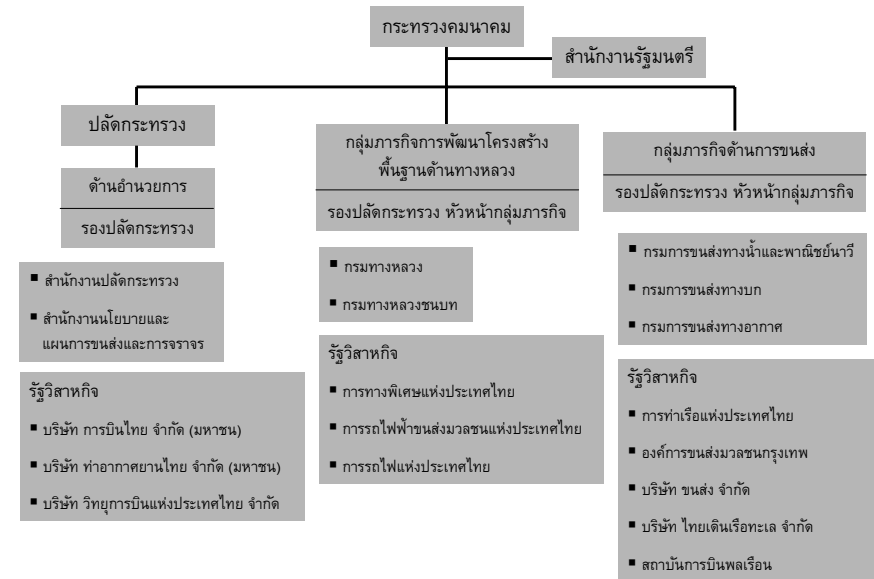 กระทรวงคมนาคม
สำนักงานรัฐมนตรี
ปลัดกระทรวง
ด้านอำนวยการ
รองปลัดกระทรวง
▪ สำนักงานปลัดกระทรวง
▪ สำนักงานนโยบายและ
แผนการขนส่งและการจราจร
รัฐวิสาหกิจ
▪ บริษัท การบินไทย จำกัด (มหาชน)
▪ บริษัท ท่าอากาศยานไทย จำกัด (มหาชน)
▪ บริษัท วิทยุการบินแห่งประเทศไทย จำกัด
กลุ่มภารกิจการพัฒนาโครงสร้าง
พื้นฐานด้านทางหลวง
รองปลัดกระทรวง หัวหน้ากลุ่มภารกิจ
▪ กรมทางหลวง
▪ กรมทางหลวงชนบท
รัฐวิสาหกิจ
▪ การทางพิเศษแห่งประเทศไทย
▪ การรถไฟฟ้าขนส่งมวลชนแห่งประเทศไทย
▪ การรถไฟแห่งประเทศไทย
กลุ่มภารกิจด้านการขนส่ง
รองปลัดกระทรวง หัวหน้ากลุ่มภารกิจ
▪ กรมการขนส่งทางน้ำและพาณิชย์นาวี
▪ กรมการขนส่งทางบก
▪ กรมการขนส่งทางอากาศ
รัฐวิสาหกิจ
▪ การท่าเรือแห่งประเทศไทย
▪ องค์การขนส่งมวลชนกรุงเทพ
▪ บริษัท ขนส่ง จำกัด
▪ บริษัท ไทยเดินเรือทะเล จำกัด
▪ สถาบันการบินพลเรือน